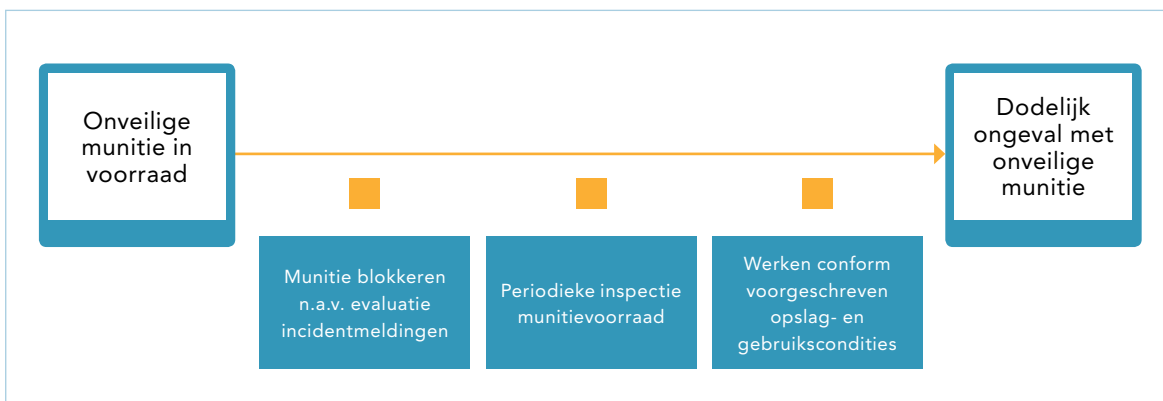 Onveilige
munitie in
voorraad
Dodelijk
ongeval met
onveilige
munitie
Munitie blokkeren
n.a.v. evaluatie
incidentmeldingen
Periodieke inspectie
munitievoorraad
Werken conform
voorgeschreven
opslag- en
gebruikscondities